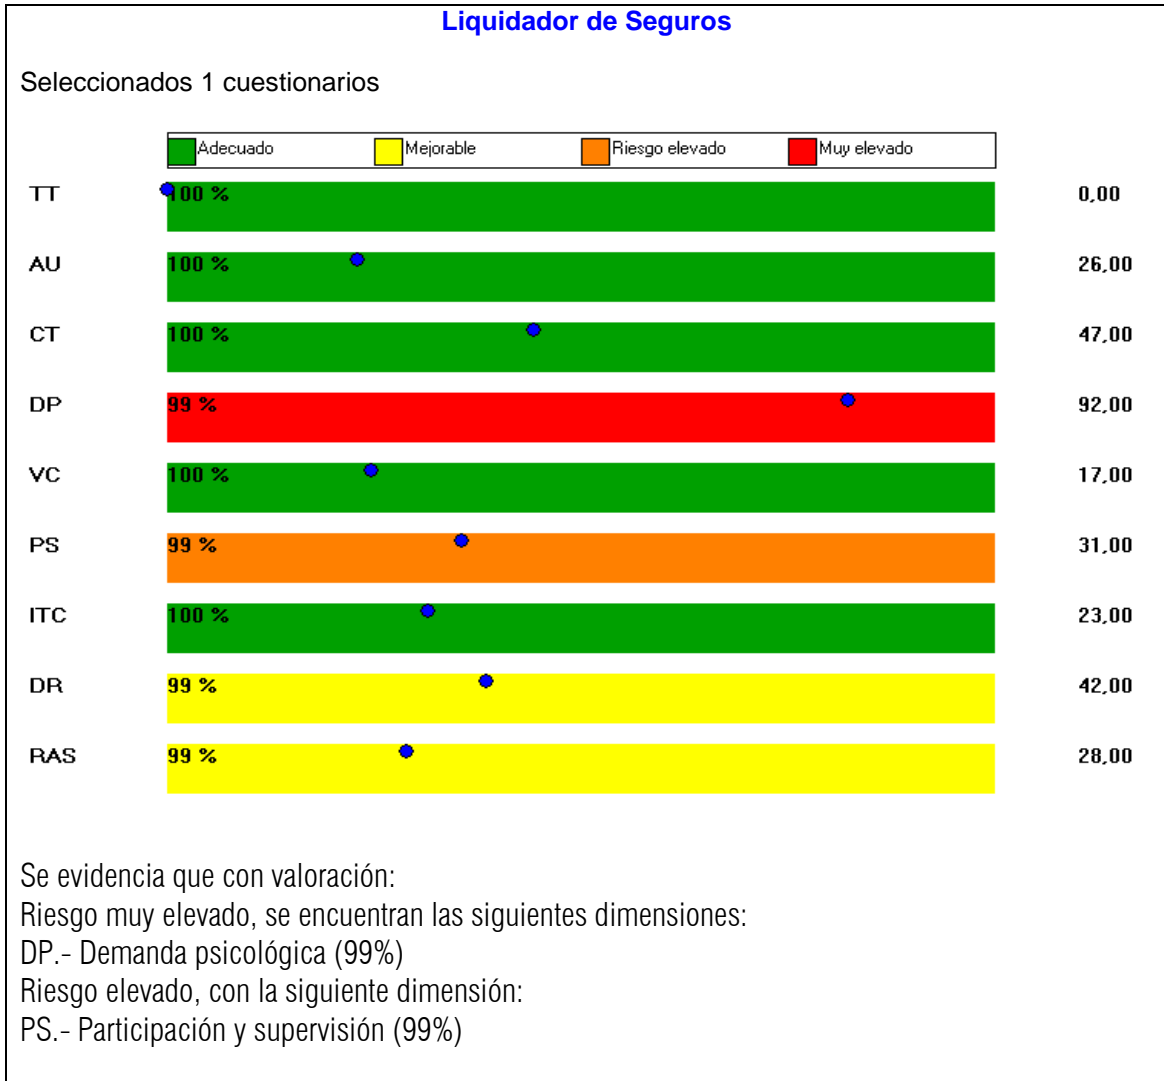 Liquidador de Seguros
Seleccionados 1 cuestionarios
Adecuado Mejorable Riesgo elevado Muy elevado
TT 100 % 0,00
AU 100 % 26,00
CT 100 % 47,00
DP 99 % 92,00
VC 100 % 17,00
PS 99 % 31,00
ITC 100 % 23,00
DR 99 % 42,00
RAS 99 % 28,00
Se evidencia que con valoración:
Riesgo muy elevado, se encuentran las siguientes dimensiones:
DP.- Demanda psicológica (99%)
Riesgo elevado, con la siguiente dimensión:
PS.- Participación y supervisión (99%)